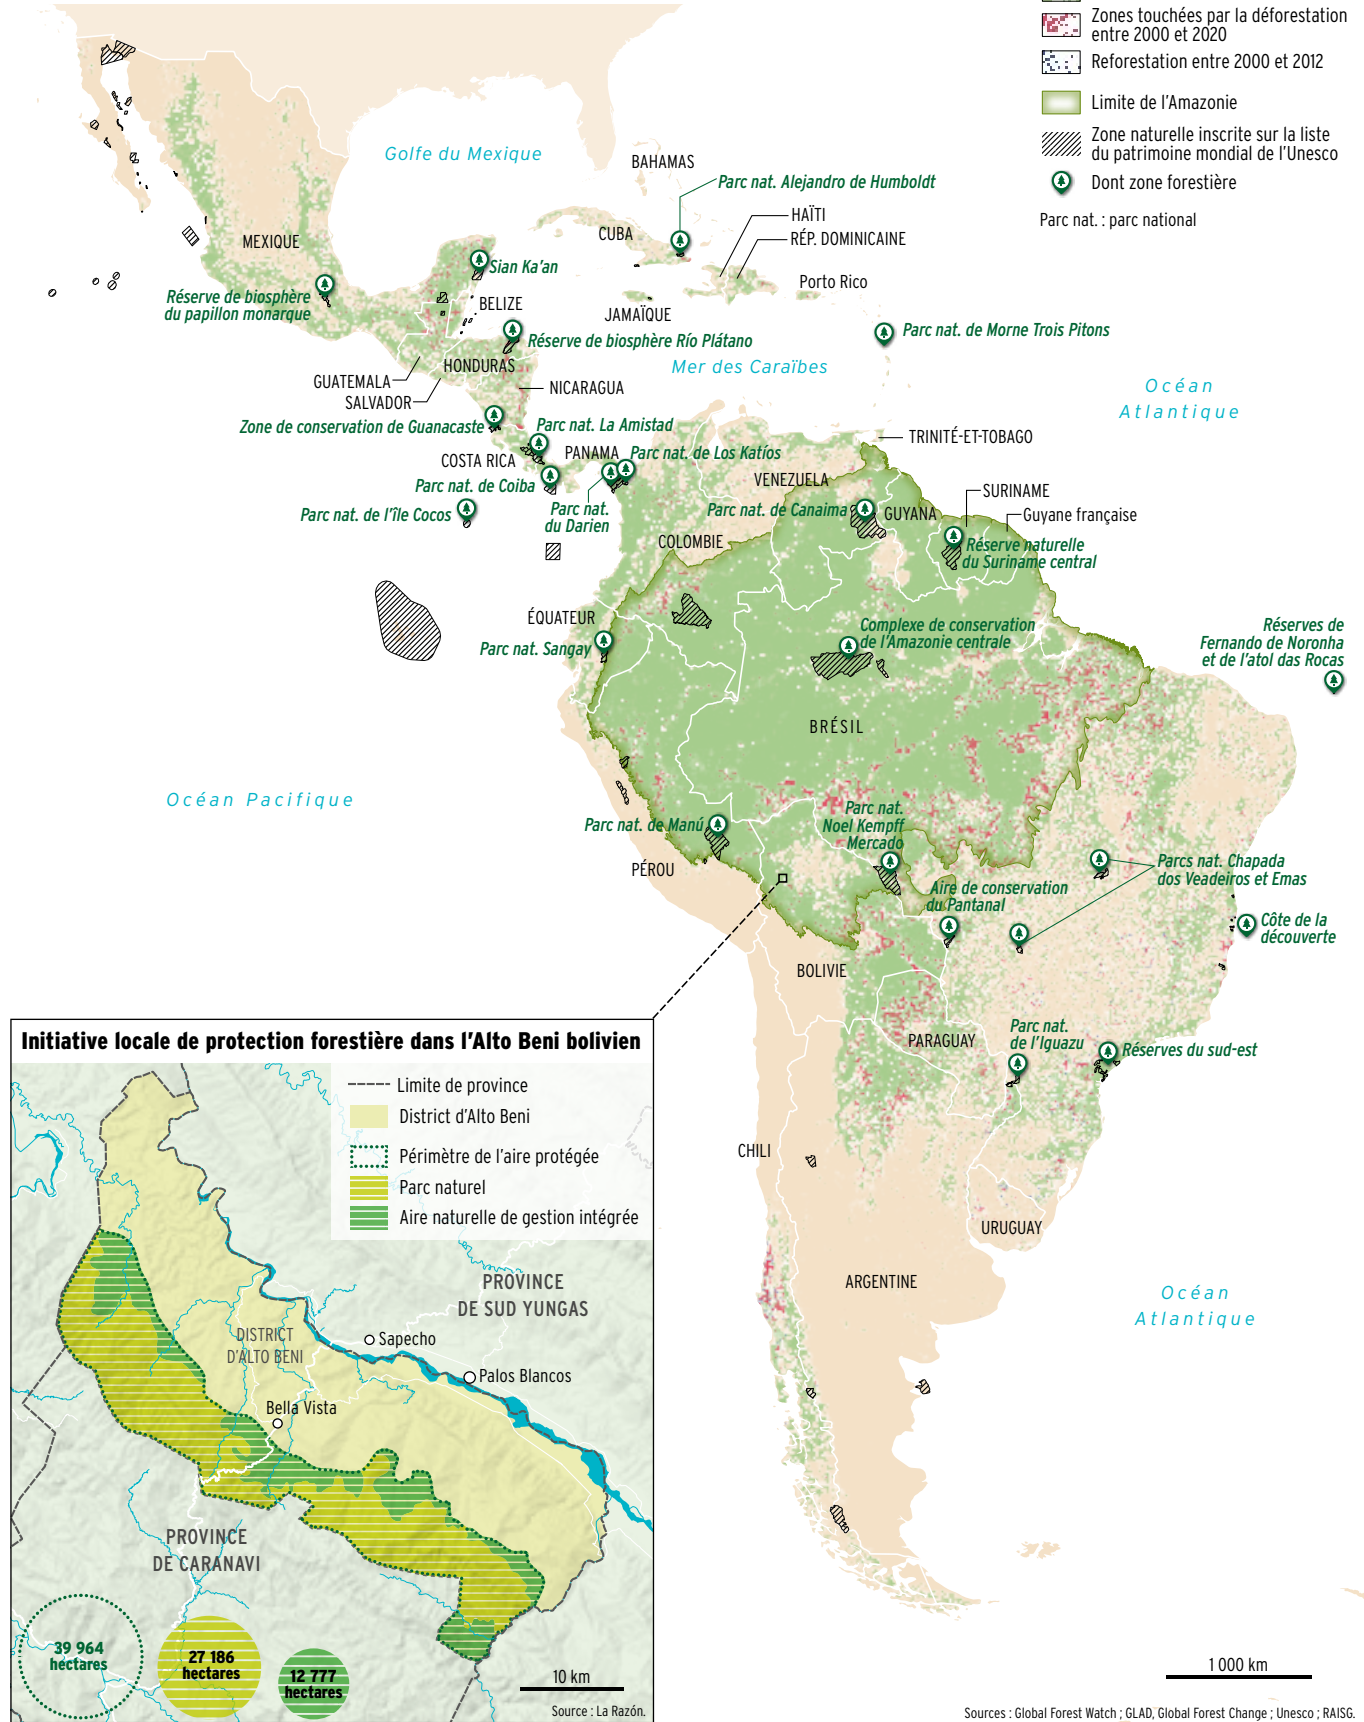 Zones touchées par la déforestation
entre 2000 et 2020
Reforestation entre 2000 et 2012
Limite de l'Amazonie
Zone naturelle inscrite sur la liste
du patrimoine mondial de l'Unesco
Dont zone forestière
Parc nat. : parc national
Golfe du Mexique
BAHAMAS
Parc nat. Alejandro de Humboldt
HAÏTI
CUBA
RÉP. DOMINICAINE
MEXIQUE
Sian Ka'an
Porto Rico
Réserve de biosphère
du papillon monarque
BELIZE
JAMAÏQUE
Réserve de biosphère Río Plátano
Parc nat. de Morne Trois Pitons
HONDURAS
Mer des Caraïbes
GUATEMALA
NICARAGUA
SALVADOR
Océan
Atlantique
Zone de conservation de Guanacaste
Parc nat. La Amistad
TRINITÉ-ET-TOBAGO
COSTA RICA
PANAMA
Parc nat. de Los Katíos
Parc nat. de Coiba
VENEZUELA
SURINAME
Parc nat. de l'île Cocos
Parc nat.
du Darien
Parc nat. de Canaima
GUYANA
Guyane française
COLOMBIE
Réserve naturelle
du Suriname central
ÉQUATEUR
Parc nat. Sangay
Complexe de conservation
de l'Amazonie centrale
Réserves de
Fernando de Noronha
et de l'atol das Rocas
BRÉSIL
Océan Pacifique
Parc nat. de Manú
Parc nat.
Noel Kempff
Mercado
PÉROU
Parcs nat. Chapada
dos Veadeiros et Emas
Aire de conservation
du Pantanal
Côte de la
découverte
BOLIVIE
PARAGUAY
Parc nat.
de l'Iguazu
Réserves du sud-est
CHILI
URUGUAY
ARGENTINE
Océan
Atlantique
Initiative locale de protection forestière dans l'Alto Beni bolivien
Limite de province
District d'Alto Beni
Périmètre de l'aire protégée
Parc naturel
Aire naturelle de gestion intégrée
PROVINCE
DE SUD YUNGAS
DISTRICT
D'ALTO BENI
Sapecho
Palos Blancos
Bella Vista
PROVINCE
DE CARANAVI
39 964
hectares
27 186
hectares
12 777
hectares
10 km
Source : La Razón.
1 000 km
Sources : Global Forest Watch ; GLAD, Global Forest Change ; Unesco ; RAISG.